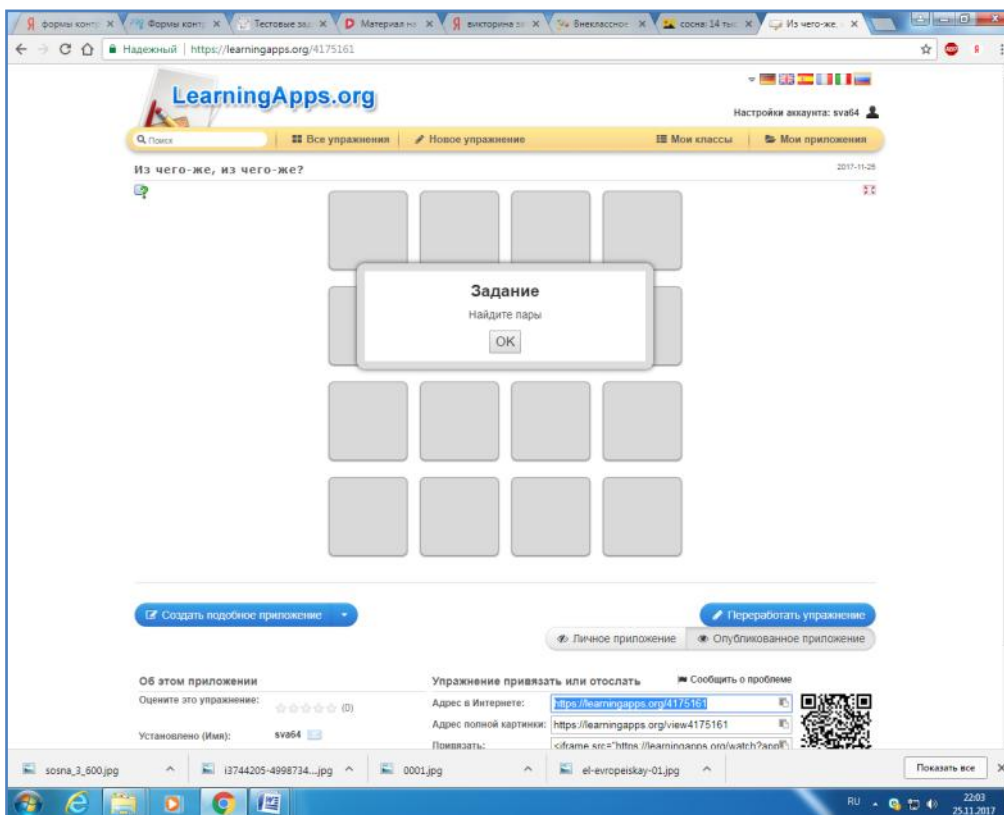 формы конт
Формы конт
Тестовые за
Материал на
викторина
Внеклассное
сосна: 14 тыс
Из чего-же,
Надежный | https://learningapps.org/4175161
LearningApps.org
Настройки аккаунта: sva64
Поиск
Все упражнения
Новое упражнение
Мои классы
Мои приложения
Из чего-же, из чего-же?
2017-11-25
Задание
Найдите пары
OK
Создать подобное приложение
Переработать упражнение
Личное приложение
Опубликованное приложение
Об этом приложении
Упражнение привязать или отослать
Сообщить о проблеме
Оцените это упражнение:
(0)
Адрес в Интернете:
https://learningapps.org/4175161
Адрес полной картинки:
https://learningapps.org/view4175161
Установлено (Имя):
sva64
Привязать:
<iframe src="https://learningapps.org/watch?app
sosna_3_600.jpg
i3744205-4998734....jpg
0001.jpg
el-evropeiskay-01.jpg
Показать все
RU
22:03
25.11.2017